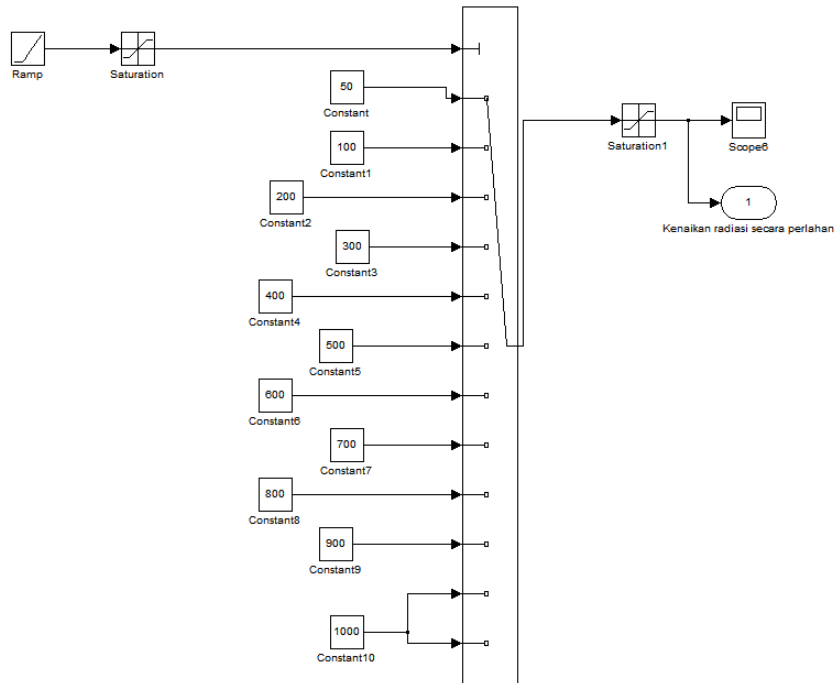 Ramp
Saturation
50
Constant
100
Constant1
200
Constant2
300
Constant3
400
Constant4
500
Constant5
600
Constant6
700
Constant7
800
Constant8
900
Constant9
1000
Constant10
Saturation1
Scope6
1
Kenaikan radiasi secara perlahan